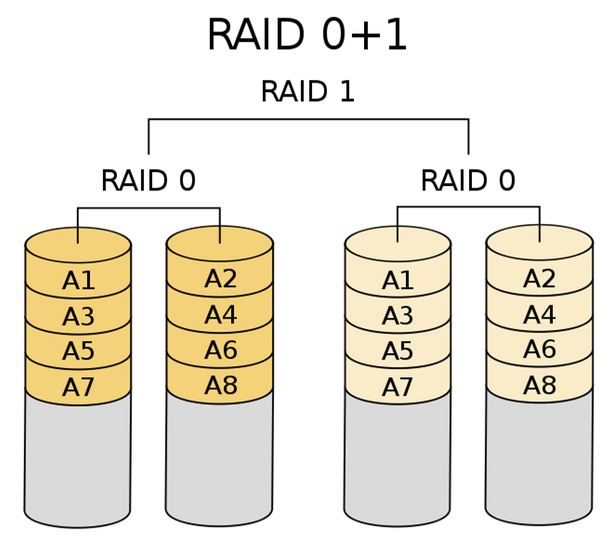 RAID 0+1
RAID 1
RAID 0 RAID 0
A1 A2 A1 A2
A3 A4 A3 A4
A5 A6 A5 A6
A7 A8 A7 A8